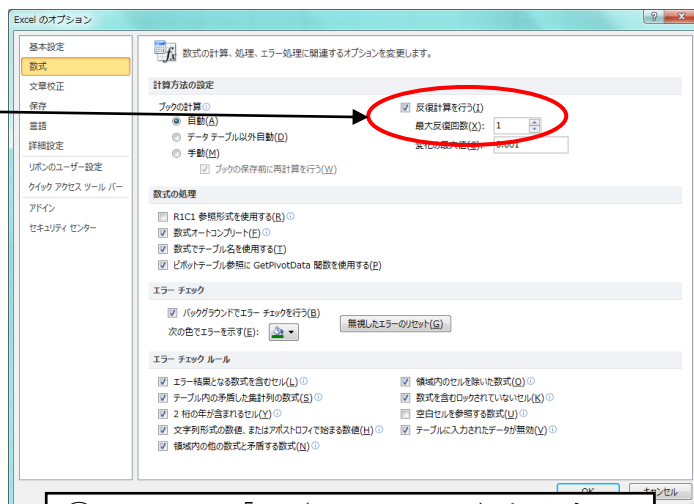 Excel のオプション
基本設定
数式
文章校正
保存
言語
詳細設定
リボンのユーザー設定
クイック アクセス ツール バー
アドイン
セキュリティ センター
数式の計算、処理、エラー処理に関連するオプションを変更します。
計算方法の設定
ブックの計算
自動(A)
データ テーブル以外自動(D)
手動(M)
ブックの保存前に再計算を行う(W)
反復計算を行う(I)
最大反復回数(X): 1
変化の最大値(C): 0.001
数式の処理
R1C1 参照形式を使用する(R)
数式オートコンプリート(F)
数式でテーブル名を使用する(T)
ピボットテーブル参照に GetPivotData 関数を使用する(P)
エラー チェック
バックグラウンドでエラー チェックを行う(B)
次の色でエラーを示す(E):
無視したエラーのリセット(G)
エラー チェック ルール
エラー結果となる数式を含むセル(L)
テーブル内の矛盾した集計列の数式(S)
2 桁の年が含まれるセル(Y)
文字列形式の数値、またはアポストロフィで始まる数値(H)
領域内の他の数式と矛盾する数式(N)
領域内のセルを除いた数式(O)
数式を含むロックされていないセル(K)
空白セルを参照する数式(U)
テーブルに入力されたデータが無効(V)
OK
キャンセル